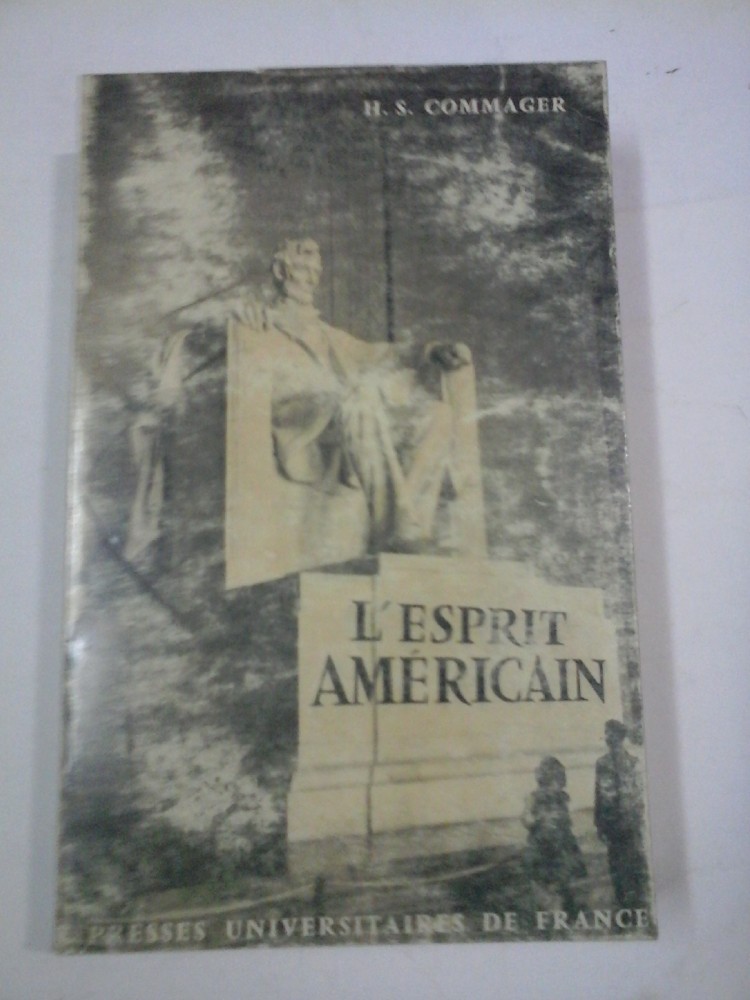 H. S. COMMAGER
L'ESPRIT
AMÉRICAIN
PRESSES UNIVERSITAIRES DE FRANCE